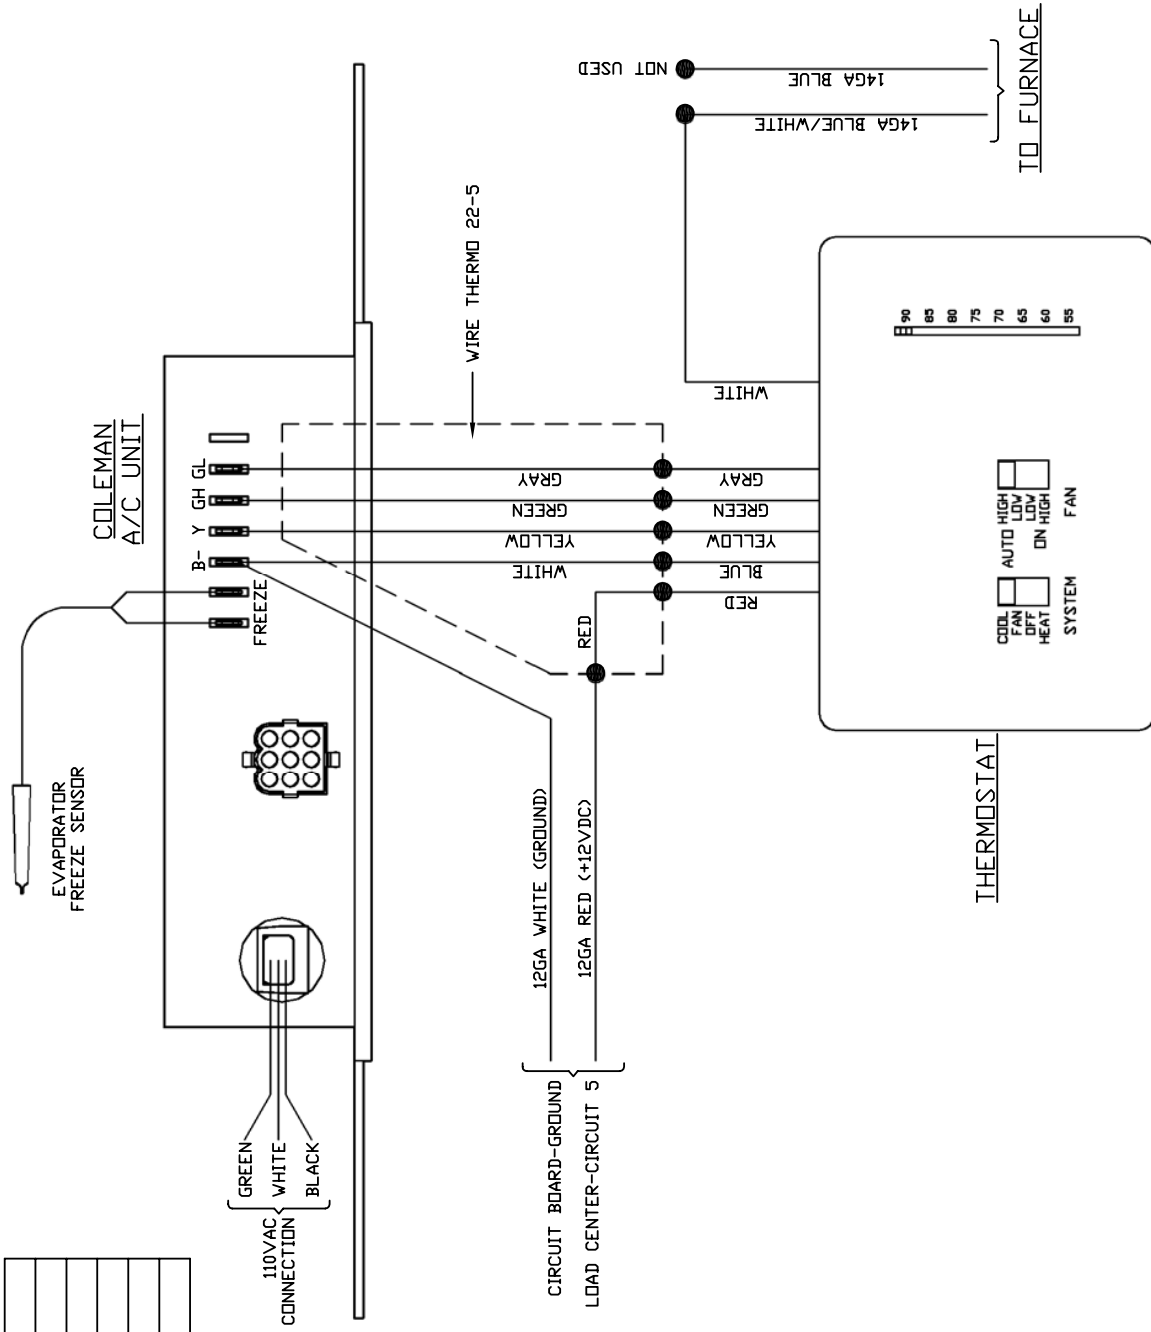 COLEMAN
A/C UNIT
EVAPORATOR
FREEZE SENSOR
FREEZE
B-
Y
GH
GL
110VAC
CONNECTION
GREEN
WHITE
BLACK
WIRE THERMO 22-5
GRAY
GREEN
YELLOW
WHITE
RED
GRAY
GREEN
YELLOW
BLUE
RED
12GA WHITE (GROUND)
12GA RED (+12VDC)
CIRCUIT BOARD-GROUND
LOAD CENTER-CIRCUIT 5
NOT USED
14GA BLUE
14GA BLUE/WHITE
TO FURNACE
WHITE
THERMOSTAT
COOL
FAN
OFF
HEAT
SYSTEM
AUTO HIGH
LOW
LOW
ON HIGH
FAN
90
85
80
75
70
65
60
55